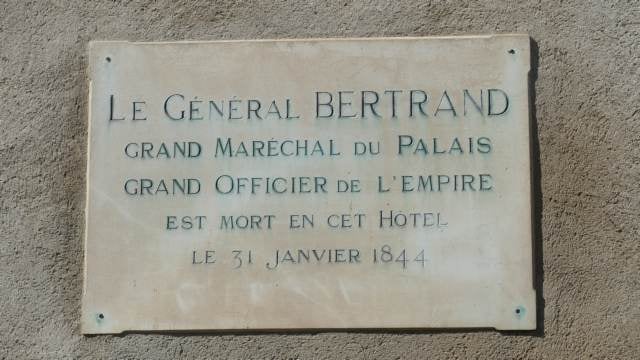 Le Général BERTRAND
GRAND MARÉCHAL DU PALAIS
GRAND OFFICIER DE L'EMPIRE
EST MORT EN CET HÔTEL
LE 31 JANVIER 1844